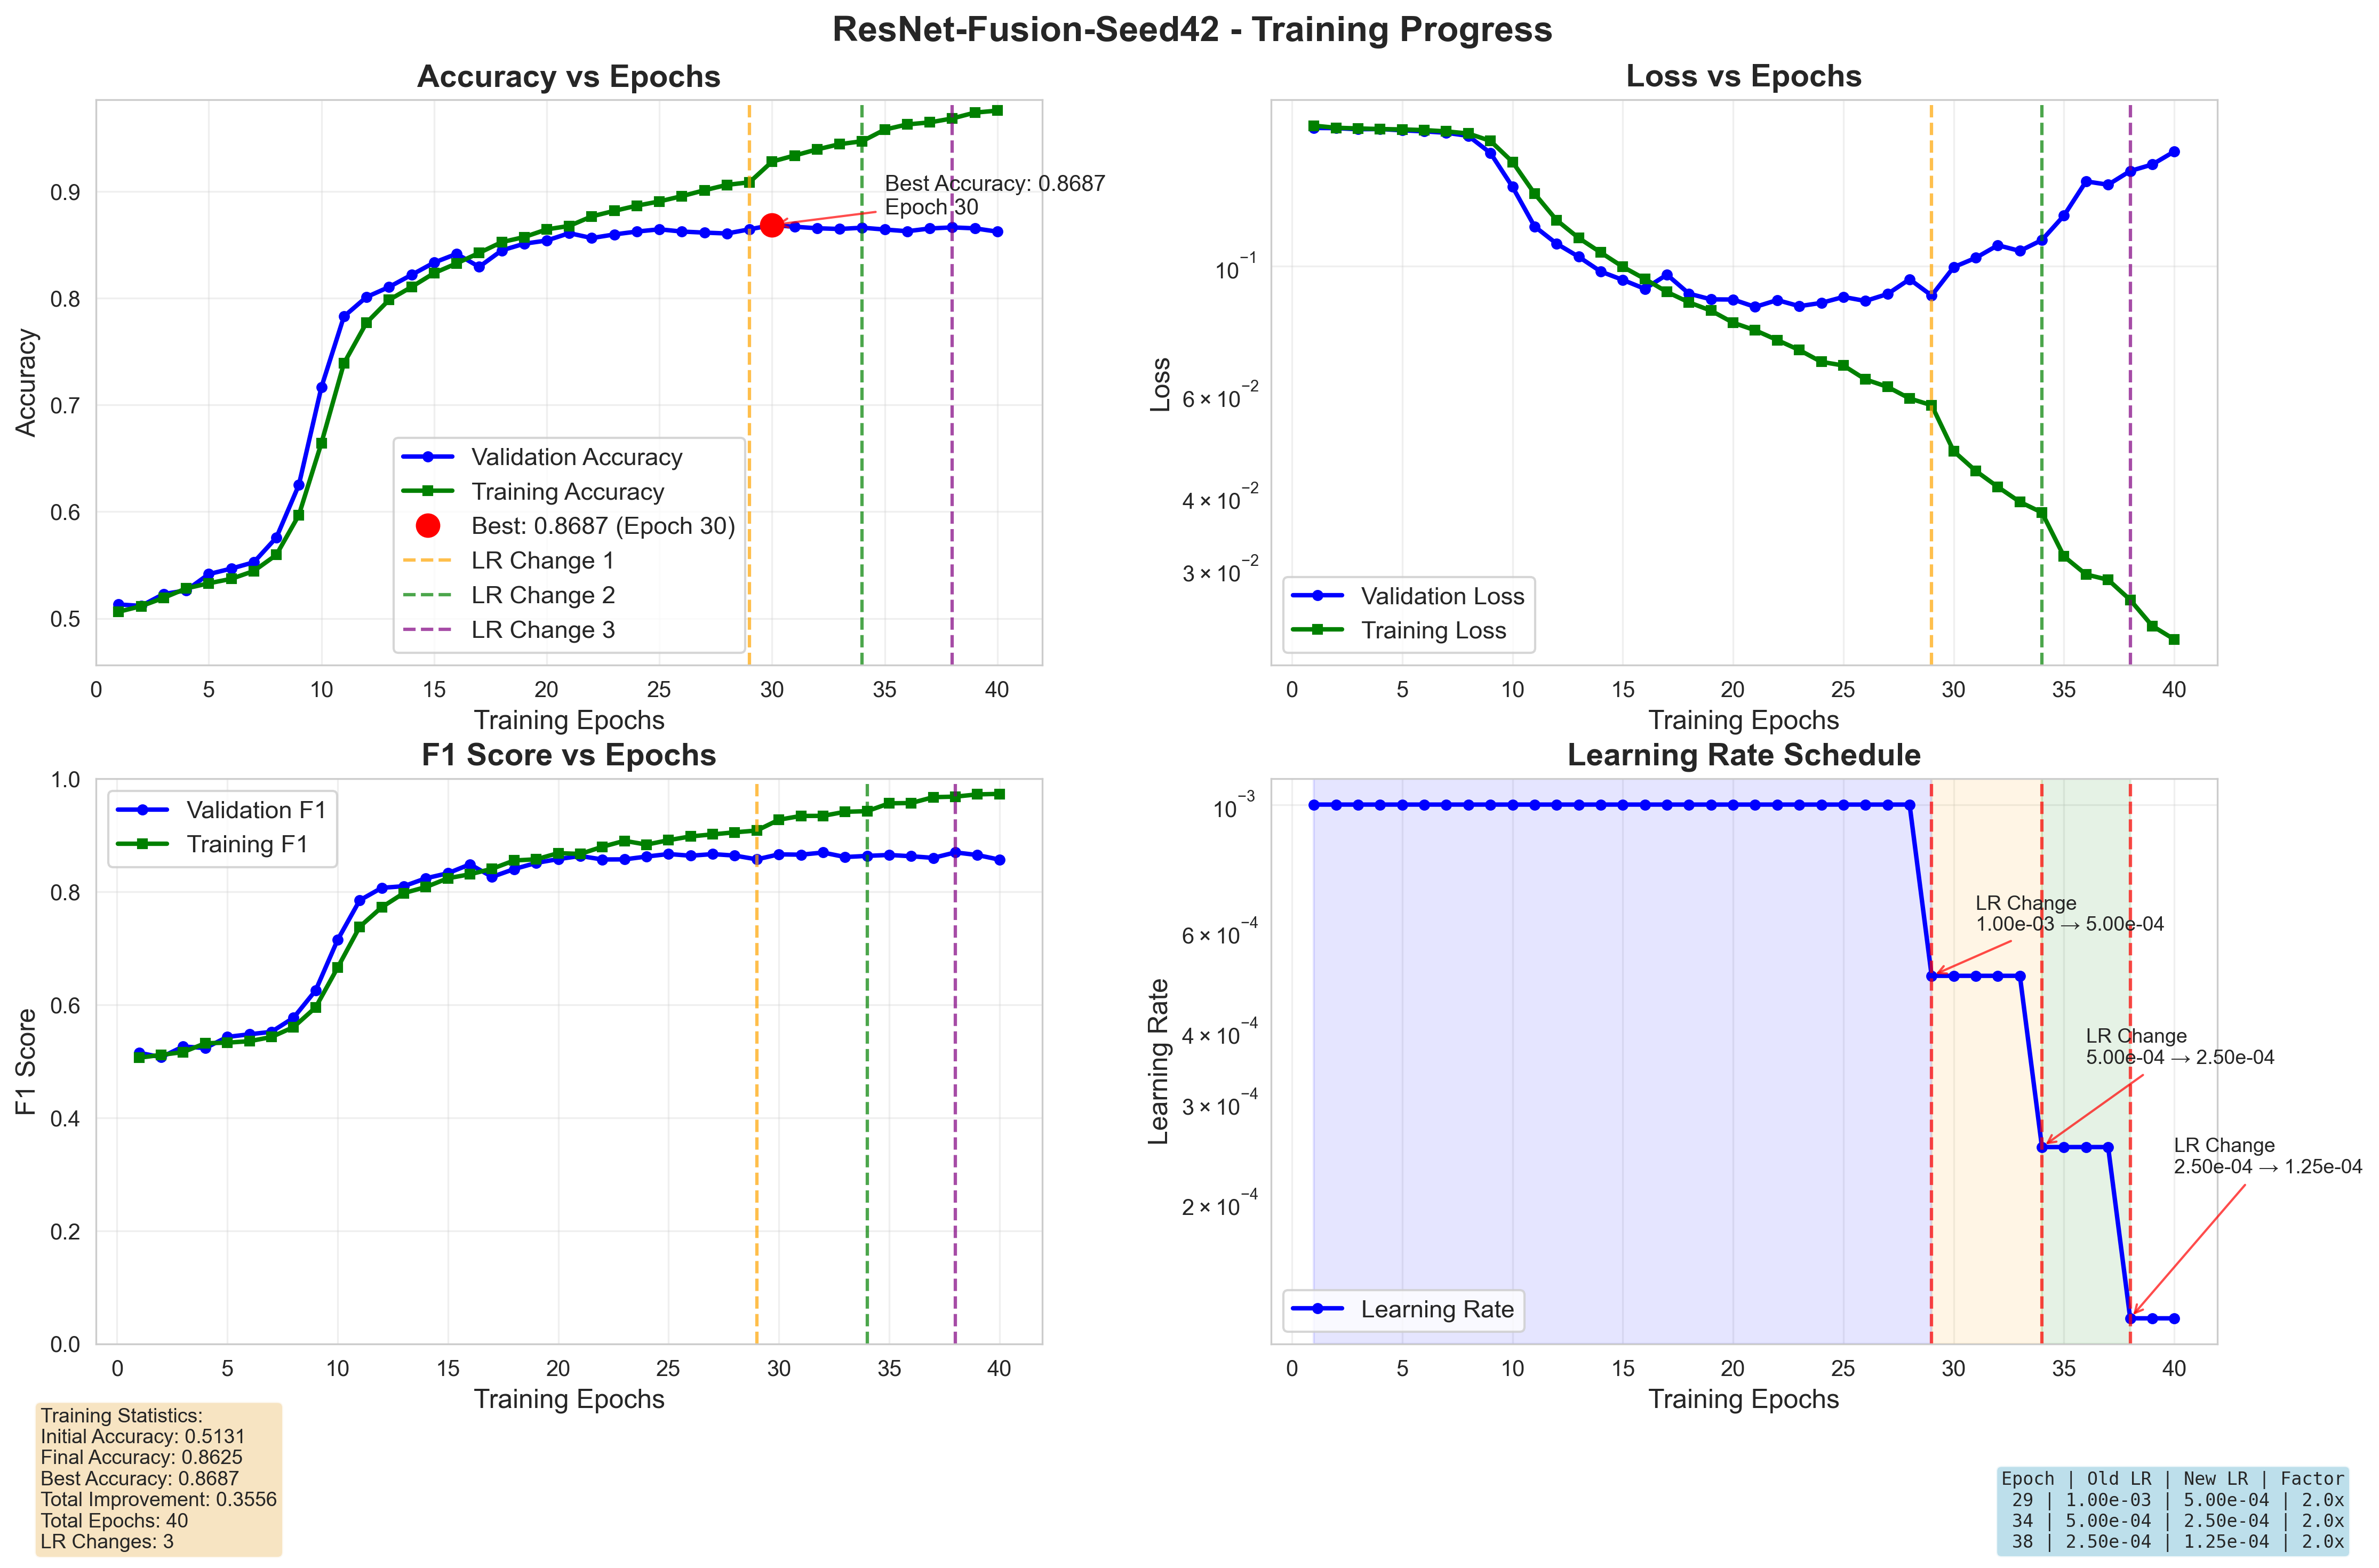 ResNet-Fusion-Seed42 - Training Progress
Accuracy vs Epochs
Accuracy
0.9
0.8
0.7
0.6
0.5
Best Accuracy: 0.8687
Epoch 30
Validation Accuracy
Training Accuracy
Best: 0.8687 (Epoch 30)
LR Change 1
LR Change 2
LR Change 3
0 5 10 15 20 25 30 35 40
Training Epochs
Loss vs Epochs
Loss
10⁻¹
6 × 10⁻²
4 × 10⁻²
3 × 10⁻²
Validation Loss
Training Loss
0 5 10 15 20 25 30 35 40
Training Epochs
F1 Score vs Epochs
F1 Score
1.0
0.8
0.6
0.4
0.2
0.0
Validation F1
Training F1
0 5 10 15 20 25 30 35 40
Training Epochs
Learning Rate Schedule
Learning Rate
10⁻³
6 × 10⁻⁴
4 × 10⁻⁴
3 × 10⁻⁴
2 × 10⁻⁴
LR Change
1.00e-03 → 5.00e-04
LR Change
5.00e-04 → 2.50e-04
LR Change
2.50e-04 → 1.25e-04
Learning Rate
0 5 10 15 20 25 30 35 40
Training Epochs
Training Statistics:
Initial Accuracy: 0.5131
Final Accuracy: 0.8625
Best Accuracy: 0.8687
Total Improvement: 0.3556
Total Epochs: 40
LR Changes: 3
Epoch | Old LR | New LR | Factor
29 | 1.00e-03 | 5.00e-04 | 2.0x
34 | 5.00e-04 | 2.50e-04 | 2.0x
38 | 2.50e-04 | 1.25e-04 | 2.0x